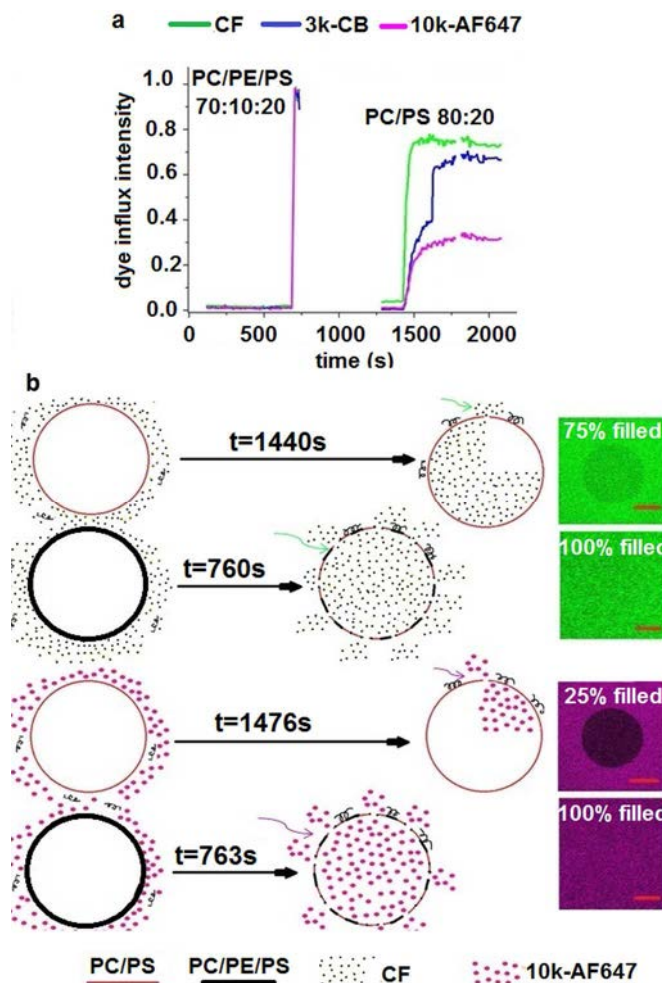 a CF 3k-CB 10k-AF647
PC/PE/PS
70:10:20
PC/PS 80:20
dye influx intensity
1.0
0.8
0.6
0.4
0.2
0.0
0 500 1000 1500 2000
time (s)
b
t=1440s
75% filled
t=760s
100% filled
t=1476s
25% filled
t=763s
100% filled
PC/PS PC/PE/PS CF 10k-AF647